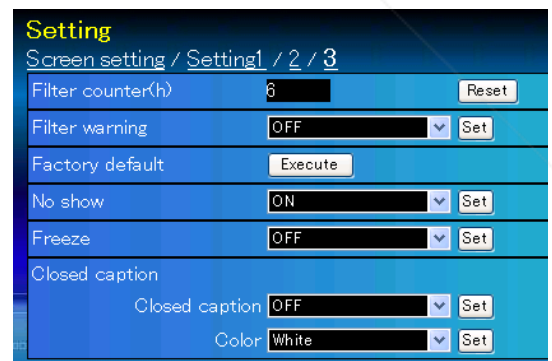 Setting
Screen setting / Setting1 / 2 / 3
Filter counter(h) 6 Reset
Filter warning OFF Set
Factory default Execute
No show ON Set
Freeze OFF Set
Closed caption
Closed caption OFF Set
Color White Set